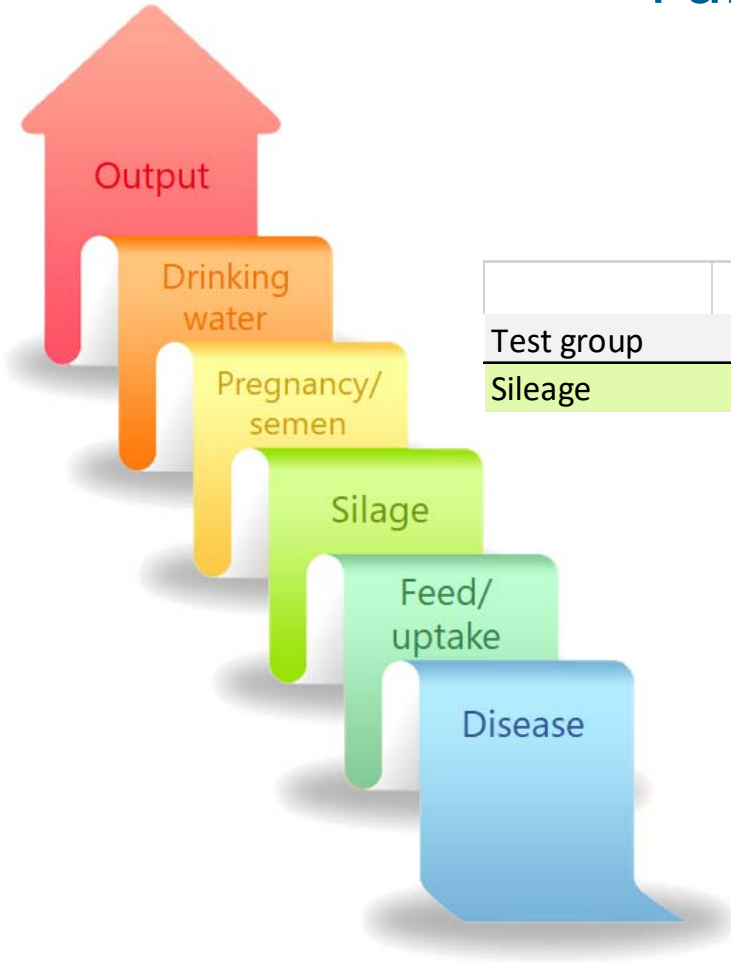 Output
Drinking
water
Pregnancy/
semen
Test group
Sileage
Silage
Feed/
uptake
Disease